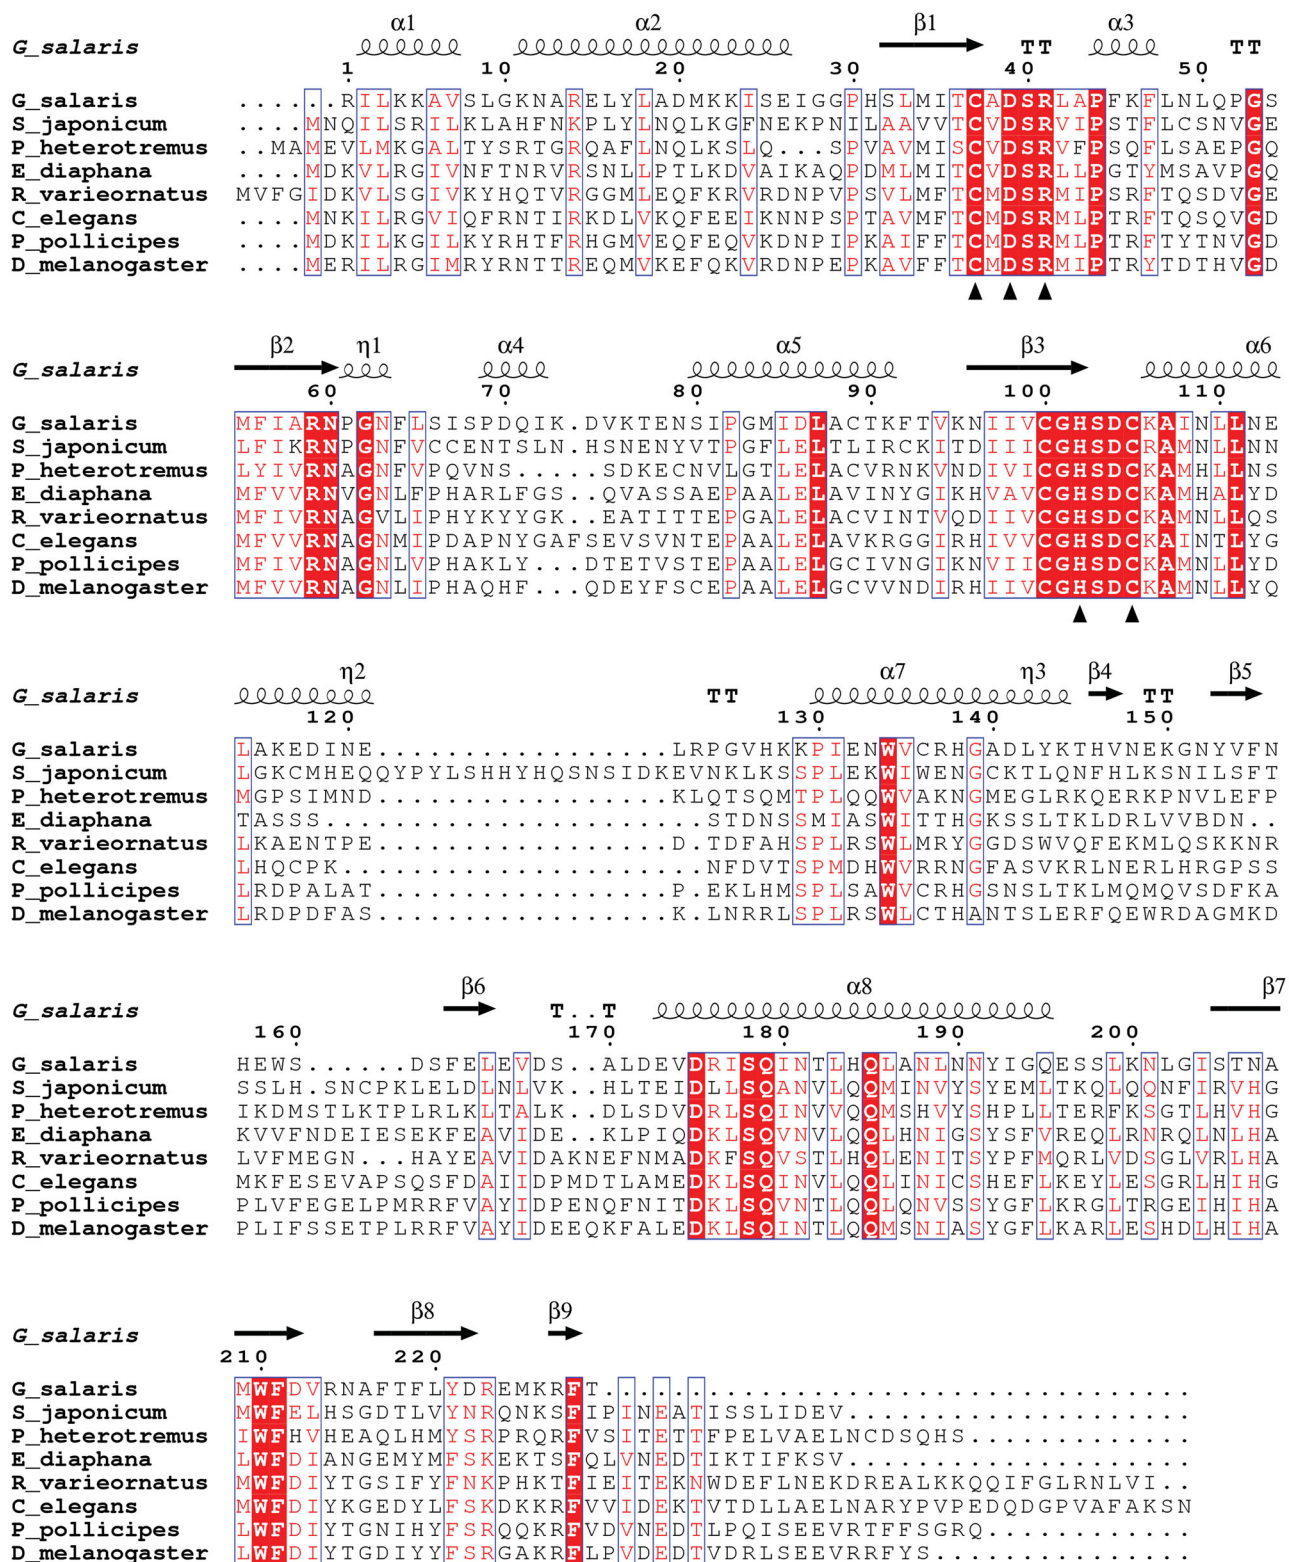 α1 α2 β1 α3
G_salaris TT TT
1 10 20 30 40 50
G_salaris ......RILKKAVSLGKNARELYLADMKKISEIGGPHSLMITCADSRLAPFKFLNLQPGS
S_japonicum ....MNQILSRILKLAHFNKPLYLNQLKGFNEKPNILAAVVTCVDSRVIPSTFLCSNVGE
P_heterotremus ..MAMEVLMKGALTYSRTGRQAFLNQLKSLQ...SPVAVMISCVDSRVFPSQFLSAEPGQ
E_diaphana ....MDKVLRGIVNFTNRVRSNLLPTLKDVAIKAQPDMLMITCVDSRLLPGTYMSAVPGQ
R_varieornatus MVFGIDKVLSGIVKYHQTVRGGMLEQFKRVRDNPVPSVLMFTCMDSRMIPSRFTQSDVGE
C_elegans ....MNKILRGVIQFRNTIRKDLVKQFEEIKNNPSPTAVMFTCMDSRMLPTRFTQSQVGD
P_pollicipes ....MDKILKGILKYRHTFRHGMVEQFEQVKDNPIPKAIFFTCMDSRMLPTRFTYTNVGD
D_melanogaster ....MERILRGIMRYRNTTREQMVKEFQKVRDNPEPKAVFFTCMDSRMIPTRYTDTHVGD
▲ ▲ ▲
β2 η1 α4 α5 β3 α6
G_salaris
60 70 80 90 100 110
G_salaris MFIARNPGNFLSISPDQIK.DVKTENSIPGMIDLACTKFTVKNIIVCGHSDCKAINLLNE
S_japonicum LFIKRNPGNFVCCENTSLN.HSNENYVTPGFLELTLIRCKITDIIVCGHSDCRAMNLLNN
P_heterotremus LYIVRNAGNFVPQVNS.....SDKECNVLGTLELACVRNKVNDIVICGHSDCKAMHLLNS
E_diaphana MFVVRNVGNLFPHARLFGS..QVASSAEPAALELAVINYGIKHVAVCGHSDCKAMHALYD
R_varieornatus MFIVRNAGVLIPHYKYYGK..EATITTEPGALELACVINTVQDIIVCGHSDCKAMNLLQS
C_elegans MFVVRNAGNMIPDAPNYGAFSEVSVNTEPAALELAVKRGGIRHIVVCGHSDCKAINTLYG
P_pollicipes MFIVRNAGNLVPHAKLY...DTETVSTEPAALELGCIVNGIKNVIICGHSDCKAMNLLYD
D_melanogaster MFVVRNAGNLIPHAQHF...QDEYFSCEPAALELGCVVNDIRHIIVCGHSDCKAMNLLYQ
▲ ▲
η2 α7 η3 β4 β5
G_salaris TT TT
120 130 140 150
G_salaris LAKEDINE.................LRPGVHKKPIENWVCRHGADLYKTHVNEKGNYVFN
S_japonicum LGKCMHEQQYPYLSHHYHQSNSIDKEVNKLKSSPLEKWIWENGCKTLQNFHLKSNILSFT
P_heterotremus MGPSIMND.................KLQTSQMTPLQQWVAKNGMEGLRKQERKPNVLEFP
E_diaphana TASSS......................STDNSSMIASWITTHGKSSLTKLDRLVVBDN..
R_varieornatus LKAENTPE.................D.TDFAHSPLRSWLMRYGGDSWVQFEKMLQSKKNR
C_elegans LHQCPK.....................NFDVTSPMDHWVRRNGFASVKRLNERLHRGPSS
P_pollicipes LRDPALAT.................P.EKLHMSPLSAWVCRHGSNSLTKLMQMQVSDFKA
D_melanogaster LRDPDFAS.................K.LNRRLSPLRSWLCTHANTSLERFQEWRDAGMKD
β6 α8 β7
G_salaris T..T
160 170 180 190 200
G_salaris HEWS......DSFELEVDS..ALDEVDRISQINTLHQLANLNNYIGQESSLKNLGISTNA
S_japonicum SSLH.SNCPKLELDLNLVK..HLTEIDLLSQANVLQQMINVYSYEMLTKQLQQNFIRVHG
P_heterotremus IKDMSTLKTPLRLKLTALK..DLSDVDRLSQINVVQQMSHVYSHPLLTERFKSGTLHVHG
E_diaphana KVVFNDEIESEKFEAVIDE..KLPIQDKLSQVNVLQQLHNIGSYSFVREQLRNRQLNLHA
R_varieornatus LVFMEGN...HAYEAVIDAKNEFNMADKFSQVSTLHQLENITSYPFMQRLVDSGLVRLHA
C_elegans MKFESEVAPSQSFDAIIDPMDTLAMEDKLSQINVLQQLINICSHEFLKEYLESGRLHIHG
P_pollicipes PLVFEGELPMRRFVAYIDPENQFNITDKLSQVNTLQQLQNVSSYGFLKRGLTRGEIHIHA
D_melanogaster PLIFSSETPLRRFVAYIDEEQKFALEDKLSQINTLQQMSNIASYGFLKARLESHDLHIHA
β8 β9
G_salaris
210 220
G_salaris MWFDVRNAFTFLYDREMKRFT..................................
S_japonicum MWFELHSGDTLVYNRQNKSFIPINEATISSLIDEV....................
P_heterotremus IWFHVHEAQLHMYSRPRQRFVSITETTFPELVAELNCDSQHS.............
E_diaphana LWFDIANGEMYMFSKEKTSFQLVNEDTIKTIFKSV....................
R_varieornatus MWFDIYTGSIFYFNKPHKTFIEITEKNWDEFLNEKDREALKKQQIFGLRNLVI..
C_elegans MWFDIYKGEDYLFSKDKKRFVVIDEKTVTDLLAELNARYPVPEDQDGPVAFAKSN
P_pollicipes LWFDIYTGNIHYFSRQQKRFVDVNEDTLPQISEEVRTFFSGRQ............
D_melanogaster LWFDIYTGDIYYFSRGAKRFLPVDEDTVDRLSEEVRRFYS...............